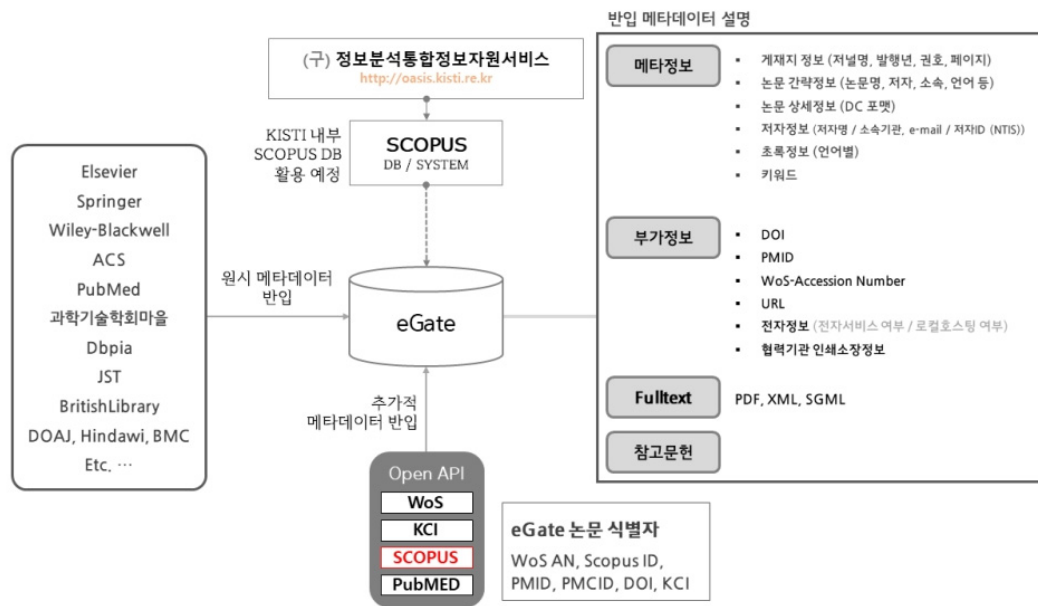 반입 메타데이터 설명
(구) 정보분석통합정보자원서비스
http://oasis.kisti.re.kr
KISTI 내부
SCOPUS DB
활용 예정
SCOPUS
DB / SYSTEM
Elsevier
Springer
Wiley-Blackwell
ACS
PubMed
과학기술학회마을
Dbpia
JST
BritishLibrary
DOAJ, Hindawi, BMC
Etc. …
원시 메타데이터
반입
eGate
추가적
메타데이터 반입
Open API
WoS
KCI
SCOPUS
PubMED
eGate 논문 식별자
WoS AN, Scopus ID,
PMID, PMCID, DOI, KCI
메타정보
▪ 게재지 정보 (저널명, 발행년, 권호, 페이지)
▪ 논문 간략정보 (논문명, 저자, 소속, 언어 등)
▪ 논문 상세정보 (DC 포맷)
▪ 저자정보 (저자명 / 소속기관, e-mail / 저자ID (NTIS))
▪ 초록정보 (언어별)
▪ 키워드
부가정보
▪ DOI
▪ PMID
▪ WoS-Accession Number
▪ URL
▪ 전자정보 (전자서비스 여부 / 로컬호스팅 여부)
▪ 협력기관 인쇄소장정보
Fulltext
PDF, XML, SGML
참고문헌